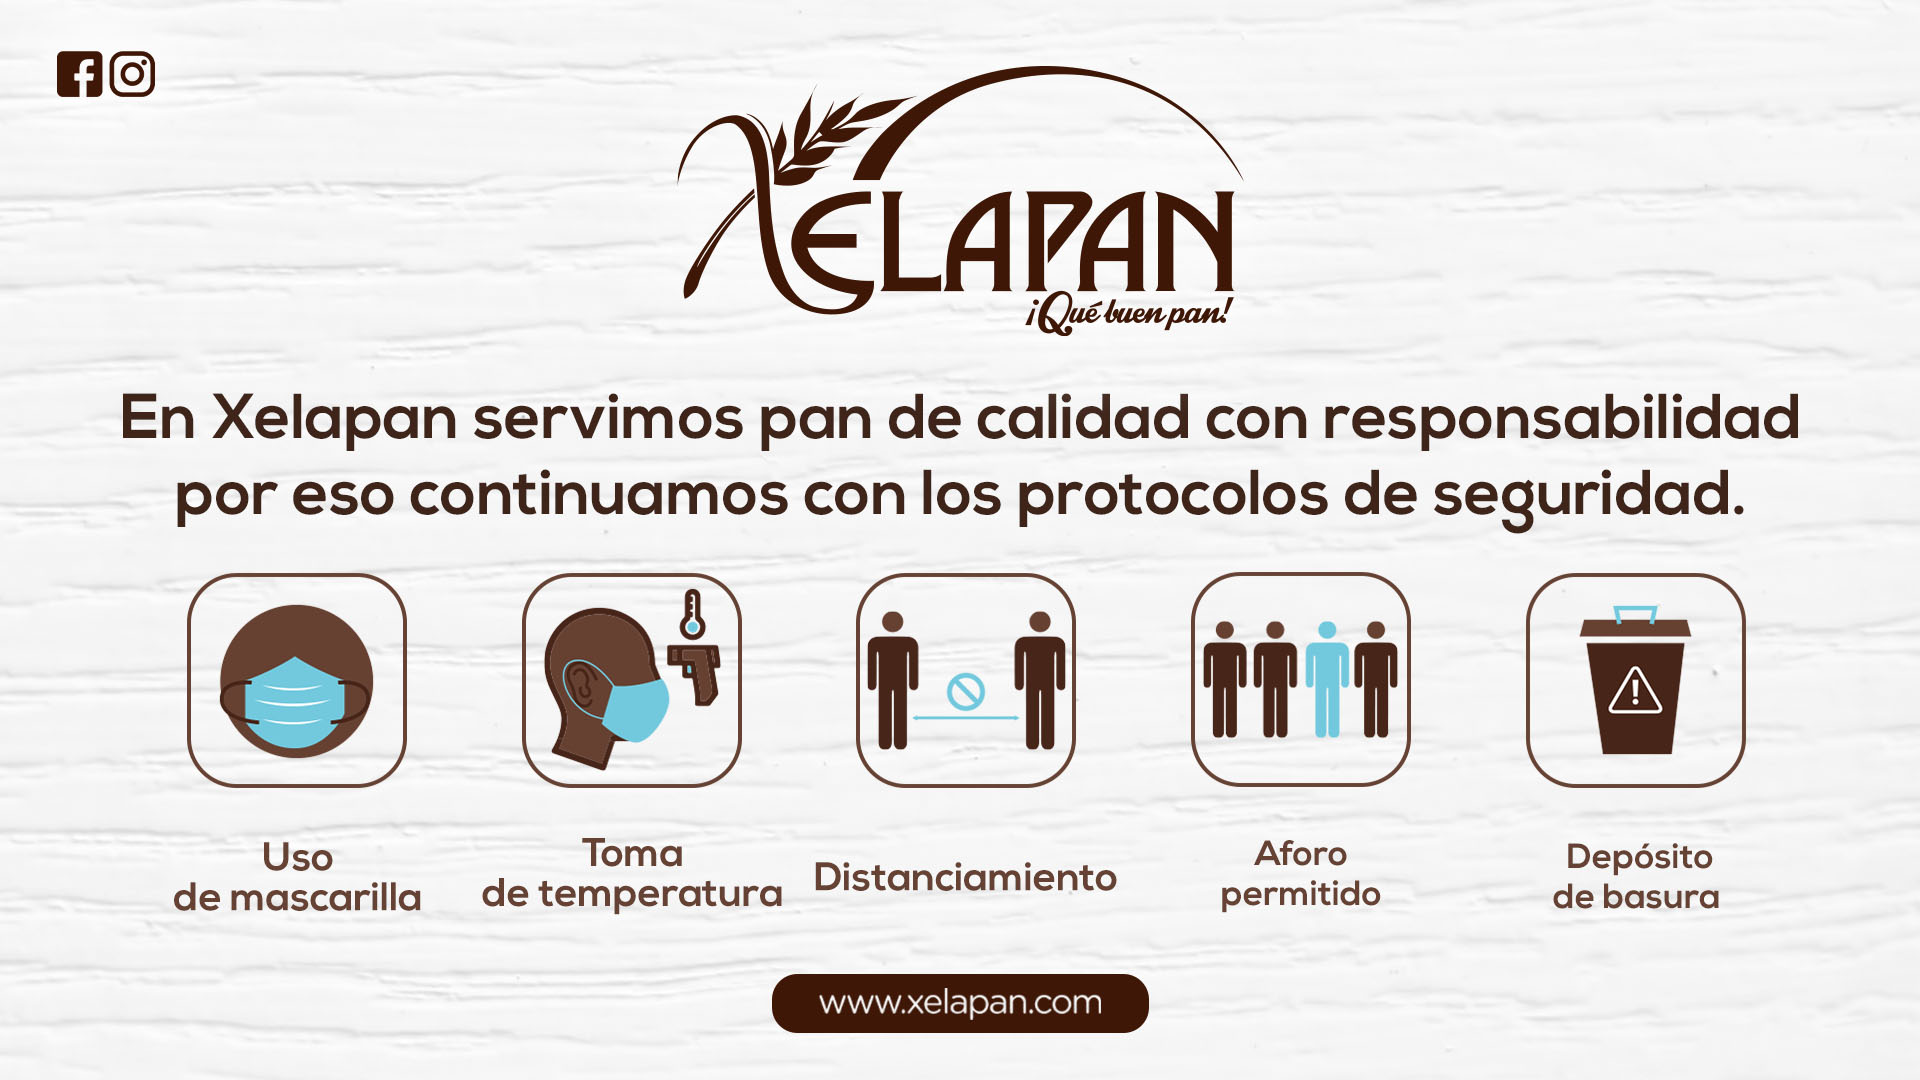 XELAPAN
¡Qué buen pan!
En Xelapan servimos pan de calidad con responsabilidad
por eso continuamos con los protocolos de seguridad.
Uso
de mascarilla
Toma
de temperatura
Distanciamiento
Aforo
permitido
Depósito
de basura
www.xelapan.com